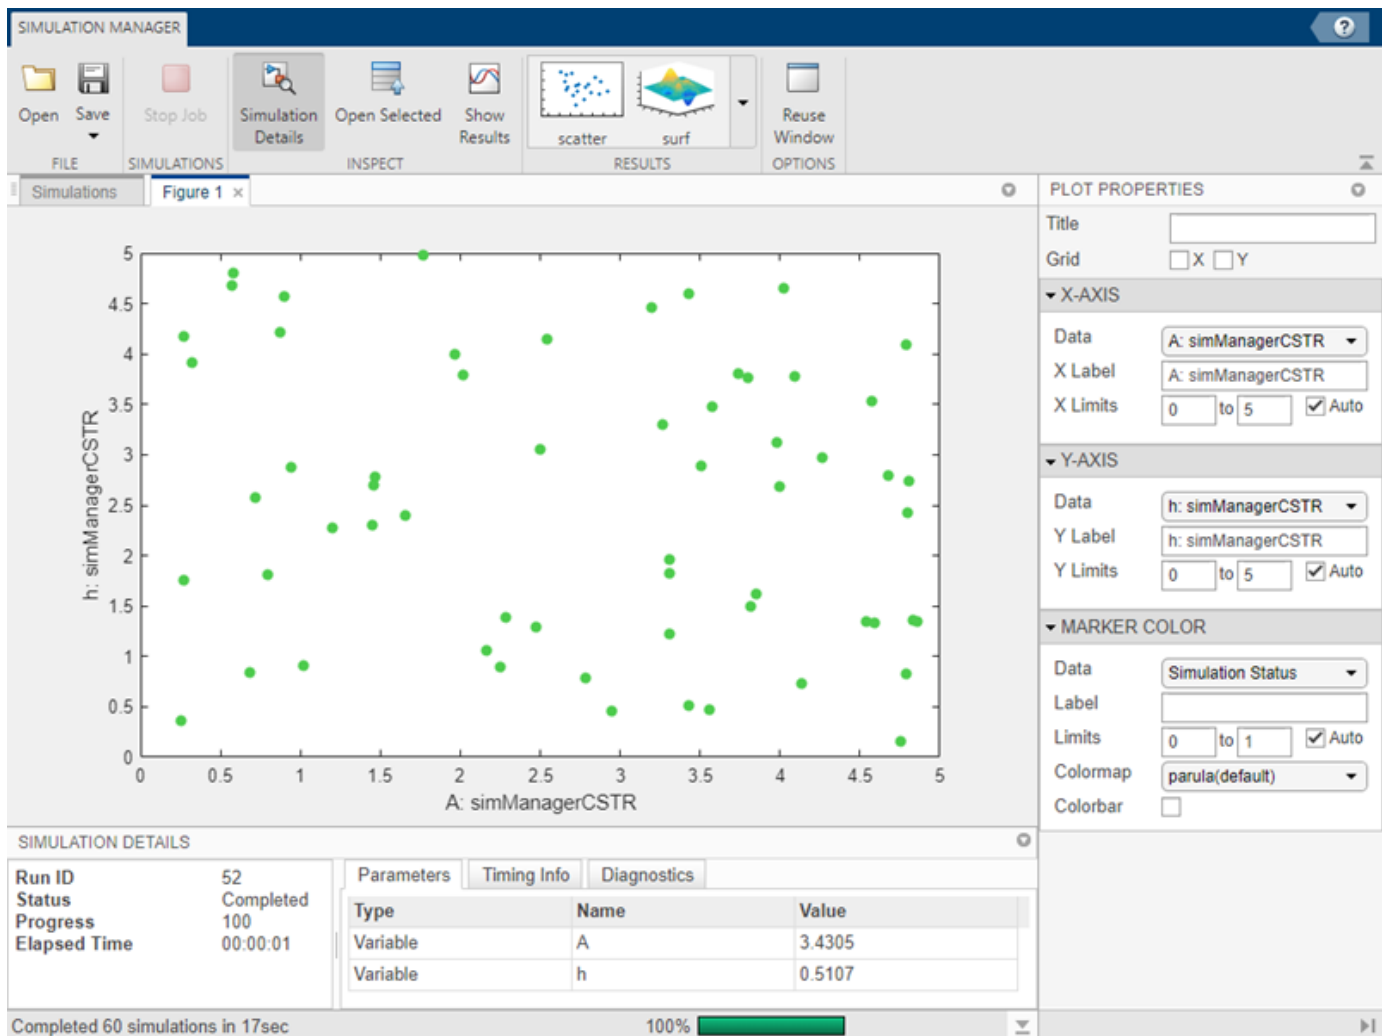 SIMULATION MANAGER
?
Open
Save
Stop Job
Simulation
Details
Open Selected
Show
Results
scatter
surf
Reuse
Window
FILE
SIMULATIONS
INSPECT
RESULTS
OPTIONS
Simulations
Figure 1 ×
5
4.5
4
3.5
3
2.5
2
1.5
1
0.5
0
h: simManagerCSTR
0 0.5 1 1.5 2 2.5 3 3.5 4 4.5 5
A: simManagerCSTR
PLOT PROPERTIES
Title
Grid X Y
X-AXIS
Data A: simManagerCSTR
X Label A: simManagerCSTR
X Limits 0 to 5 Auto
Y-AXIS
Data h: simManagerCSTR
Y Label h: simManagerCSTR
Y Limits 0 to 5 Auto
MARKER COLOR
Data Simulation Status
Label
Limits 0 to 1 Auto
Colormap parula(default)
Colorbar
SIMULATION DETAILS
Run ID 52
Status Completed
Progress 100
Elapsed Time 00:00:01
Parameters Timing Info Diagnostics
Type Name Value
Variable A 3.4305
Variable h 0.5107
Completed 60 simulations in 17sec
100%